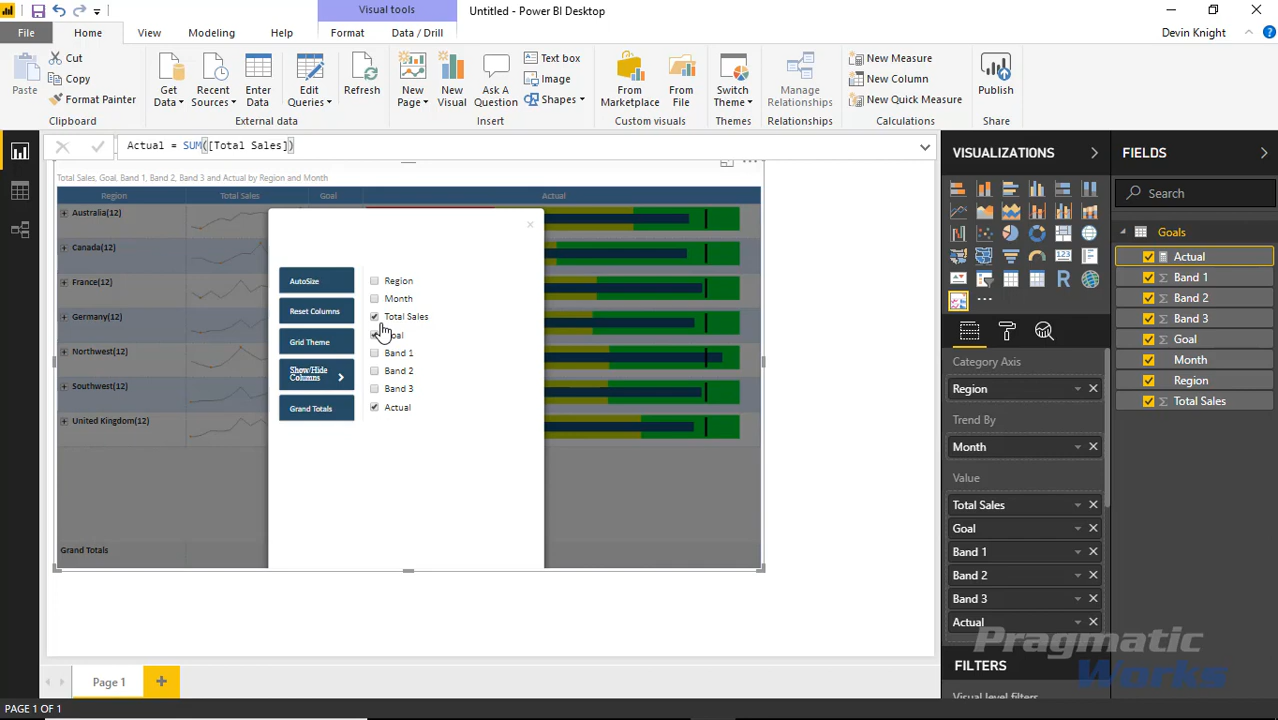 Visual tools
Untitled - Power BI Desktop
File
Home
View
Modeling
Help
Format
Data / Drill
Devin Knight
Paste
Cut
Copy
Format Painter
Clipboard
Get Data
Recent Sources
Enter Data
Edit Queries
Refresh
External data
New Page
New Visual
Ask A Question
Text box
Image
Shapes
Insert
From Marketplace
From File
Custom visuals
Switch Theme
Themes
Manage Relationships
Relationships
New Measure
New Column
New Quick Measure
Calculations
Publish
Share
Actual = SUM([Total Sales])
Total Sales, Goal, Band 1, Band 2, Band 3 and Actual by Region and Month
Region
Total Sales
Goal
Actual
Australia(12)
Canada(12)
France(12)
Germany(12)
Northwest(12)
Southwest(12)
United Kingdom(12)
Grand Totals
AutoSize
Reset Columns
Grid Theme
Show/Hide
Columns
Grand Totals
Region
Month
Total Sales
oal
Band 1
Band 2
Band 3
Actual
VISUALIZATIONS
Category Axis
Region
Trend By
Month
Value
Total Sales
Goal
Band 1
Band 2
Band 3
Actual
FILTERS
Visual level filters
FIELDS
Search
Goals
Actual
Band 1
Band 2
Band 3
Goal
Month
Region
Total Sales
Pragmatic
Works
Page 1
PAGE 1 OF 1